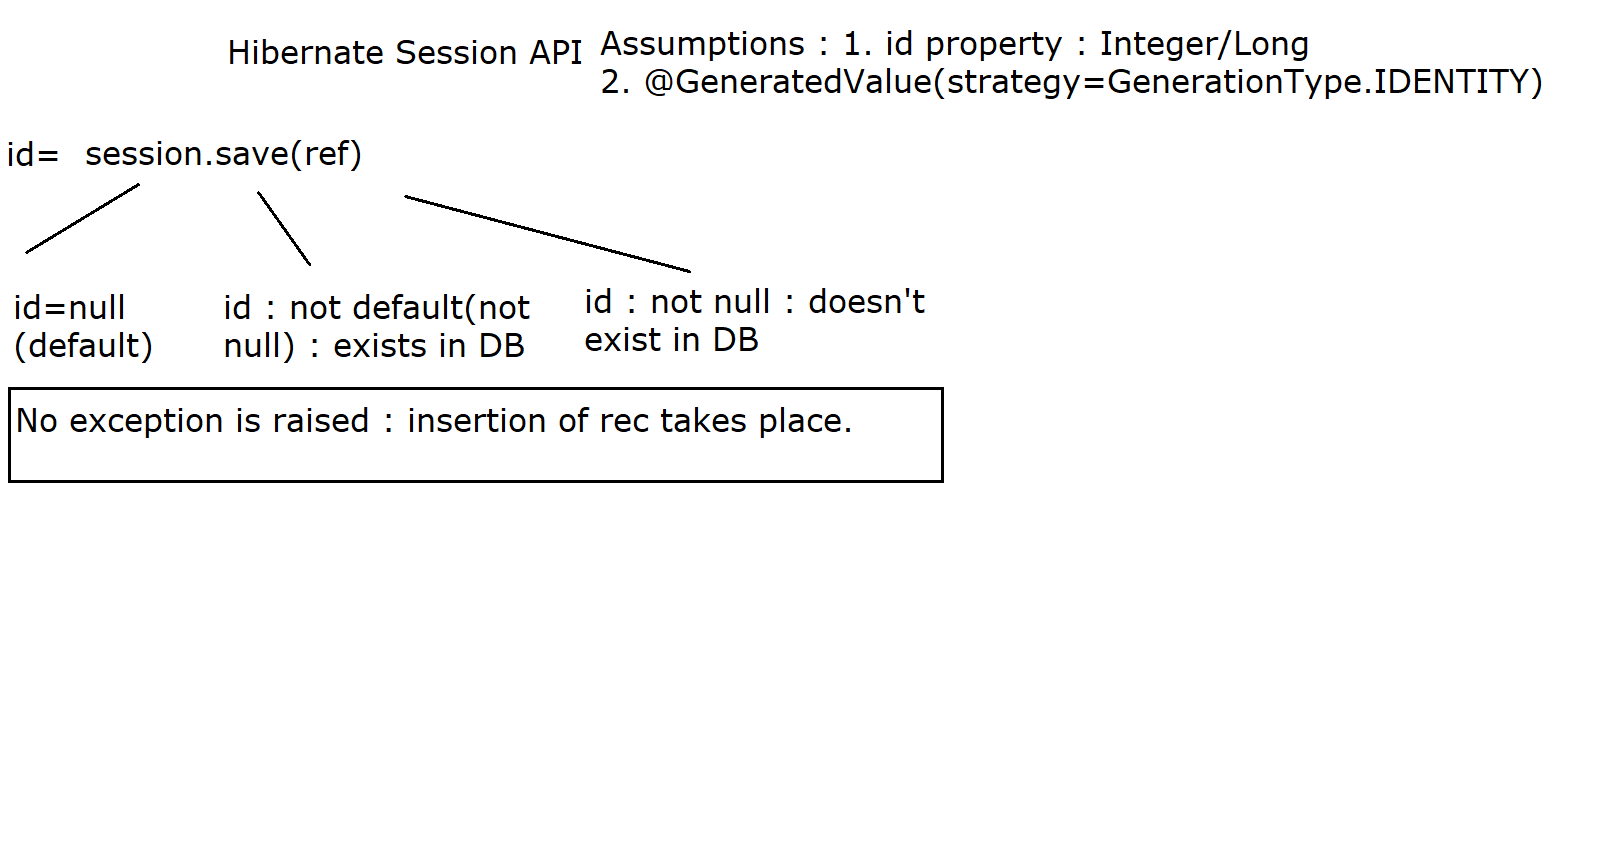 Hibernate Session API
Assumptions : 1. id property : Integer/Long
2. @GeneratedValue(strategy=GenerationType.IDENTITY)
id= session.save(ref)
id=null
(default)
id : not default(not
null) : exists in DB
id : not null : doesn't
exist in DB
No exception is raised : insertion of rec takes place.